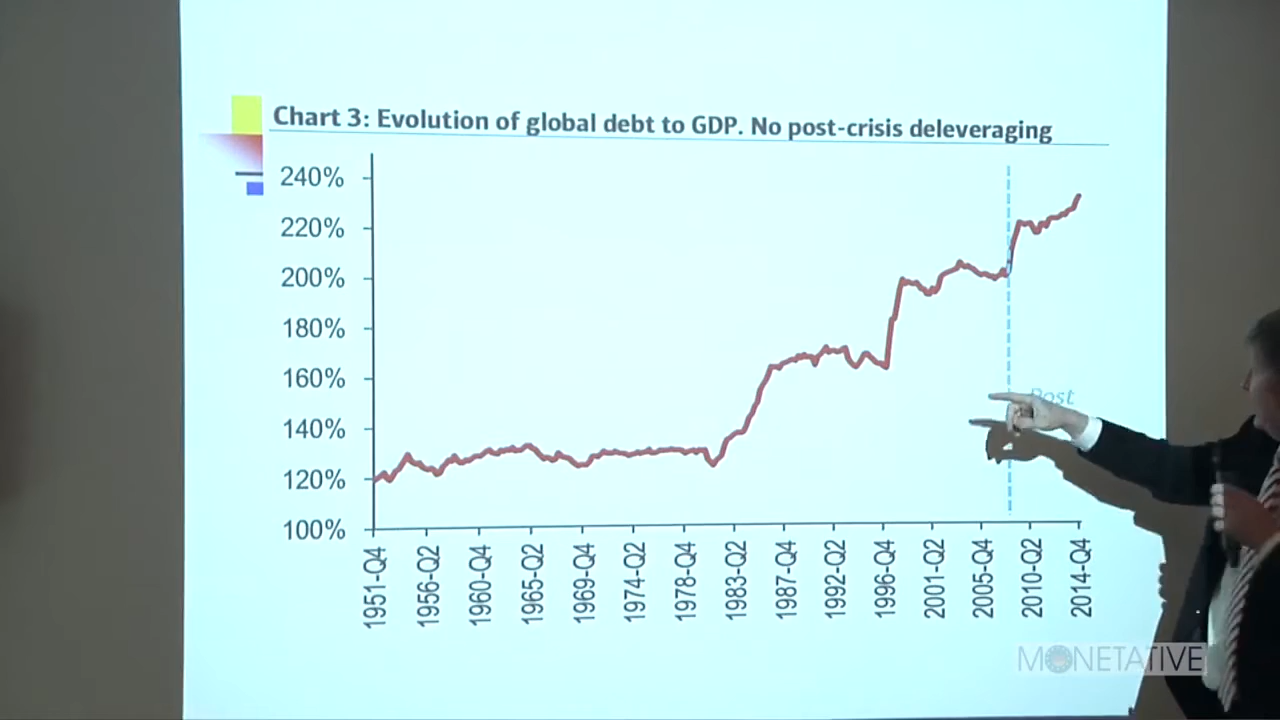 Chart 3: Evolution of global debt to GDP. No post-crisis deleveraging
240%
220%
200%
180%
160%
140%
120%
100%
Post
1951-Q4
1956-Q2
1960-Q4
1965-Q2
1969-Q4
1974-Q2
1978-Q4
1983-Q2
1987-Q4
1992-Q2
1996-Q4
2001-Q2
2005-Q4
2010-Q2
2014-Q4
MONETATIVE